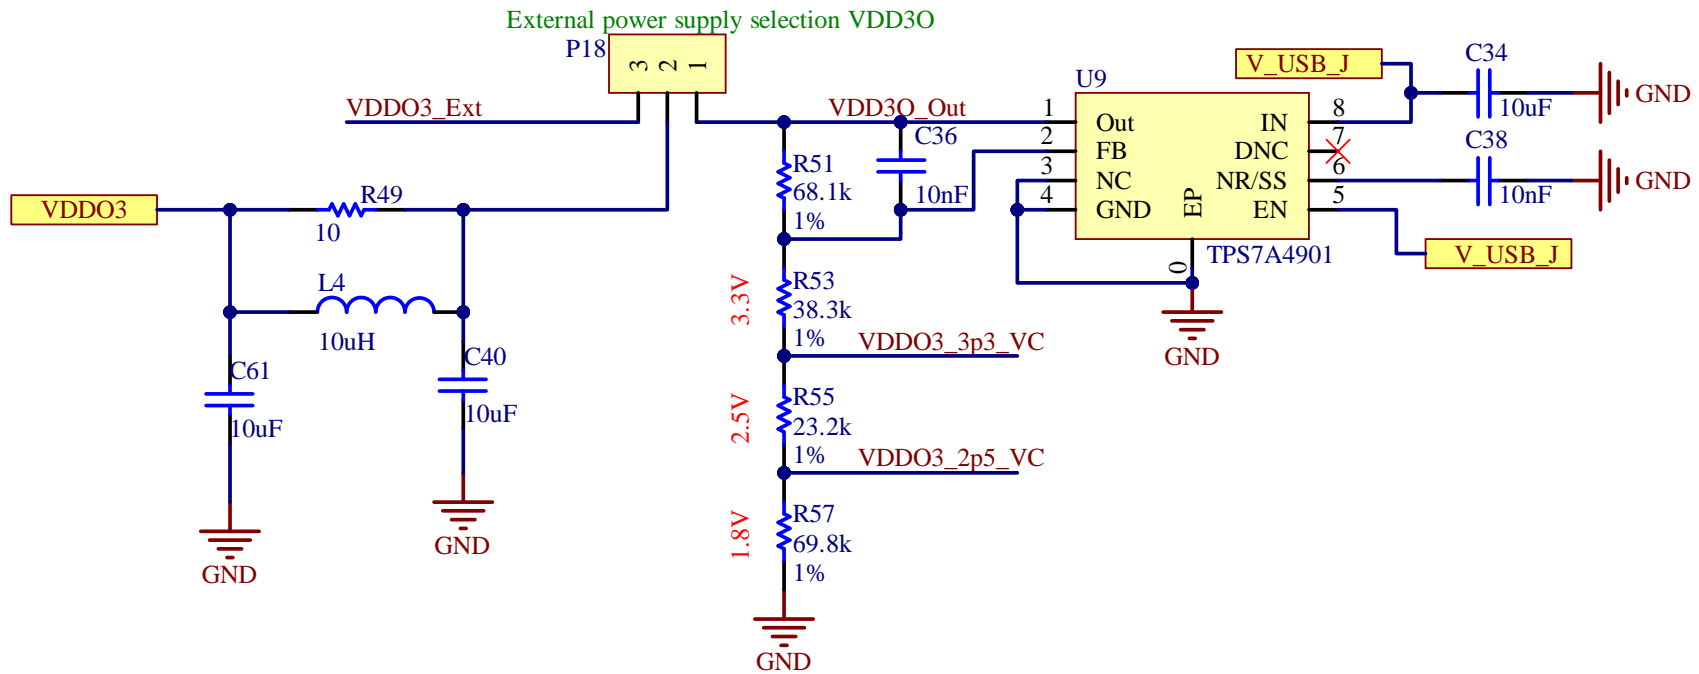 External power supply selection VDD3O
P18
3
2
1
VDDO3_Ext
VDD3O_Out
VDDO3
R49
10
L4
10uH
C61
10uF
GND
C40
10uF
GND
R51
68.1k
1%
C36
10nF
3.3V
R53
38.3k
1%
VDDO3_3p3_VC
2.5V
R55
23.2k
1%
VDDO3_2p5_VC
1.8V
R57
69.8k
1%
GND
U9
1
Out
2
FB
3
NC
4
GND
IN
8
DNC
7
NR/SS
6
EN
5
EP
0
TPS7A4901
GND
V_USB_J
C34
10uF
GND
C38
10nF
GND
V_USB_J